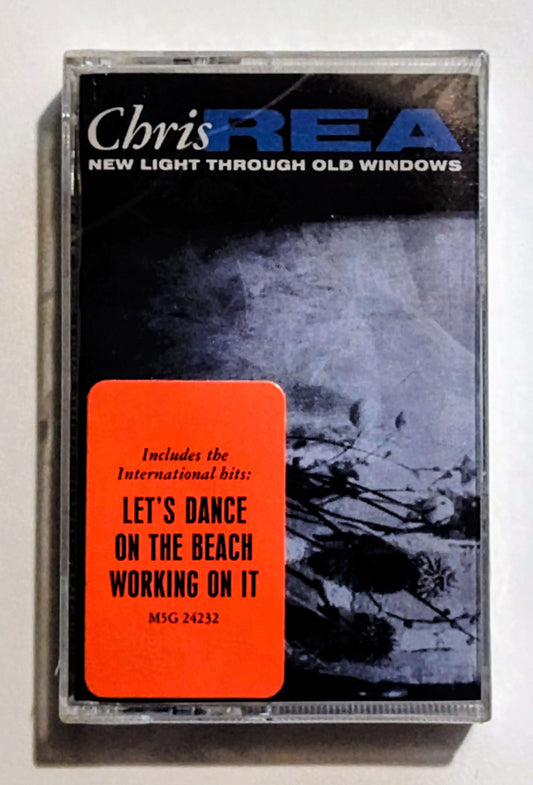 Chris REA
NEW LIGHT THROUGH OLD WINDOWS
Includes the
International hits:
LET'S DANCE
ON THE BEACH
WORKING ON IT
M5G 24232